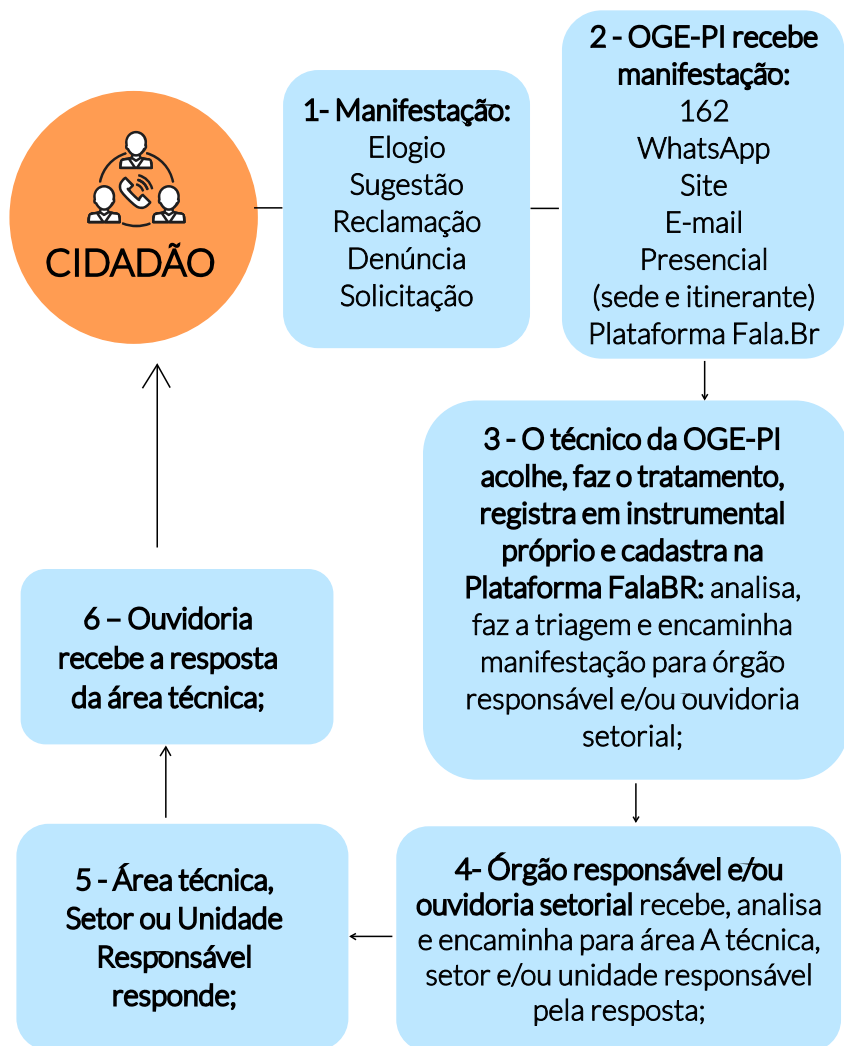 CIDADÃO
1- Manifestação:
Elogio
Sugestão
Reclamação
Denúncia
Solicitação
2 - OGE-PI recebe
manifestação:
162
WhatsApp
Site
E-mail
Presencial
(sede e itinerante)
Plataforma Fala.Br
3 - O técnico da OGE-PI
acolhe, faz o tratamento,
registra em instrumental
próprio e cadastra na
Plataforma FalaBR: analisa,
faz a triagem e encaminha
manifestação para órgão
responsável e/ou ouvidoria
setorial;
4- Órgão responsável e/ou
ouvidoria setorial recebe, analisa
e encaminha para área A técnica,
setor e/ou unidade responsável
pela resposta;
5 - Área técnica,
Setor ou Unidade
Responsável
responde;
6 – Ouvidoria
recebe a resposta
da área técnica;